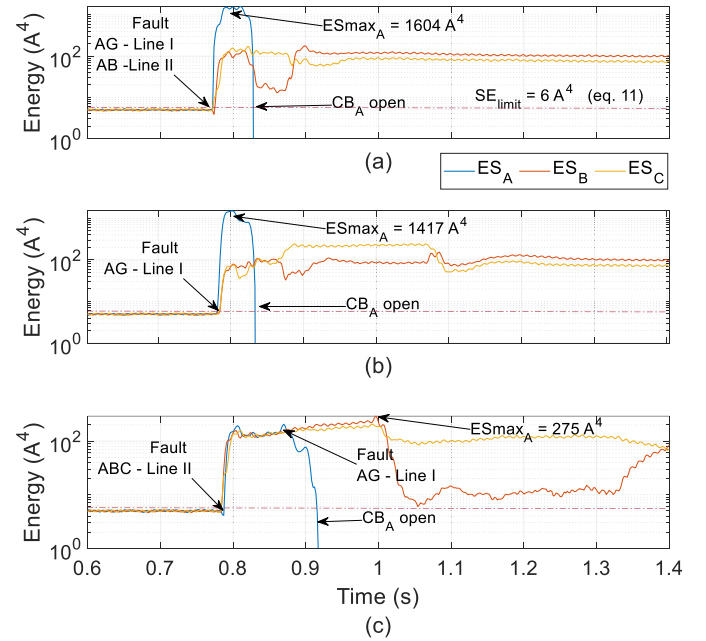 Energy (A⁴)
10²
10⁰
Fault
AG - Line I
AB -Line II
ESmax_A = 1604 A⁴
CB_A open
SE_limit = 6 A⁴ (eq. 11)
(a)
ES_A ES_B ES_C
Energy (A⁴)
10²
10⁰
Fault
AG - Line I
ESmax_A = 1417 A⁴
CB_A open
(b)
Energy (A⁴)
10²
10⁰
Fault
ABC - Line II
ESmax_A = 275 A⁴
Fault
AG - Line I
CB_A open
0.6 0.7 0.8 0.9 1 1.1 1.2 1.3 1.4
Time (s)
(c)